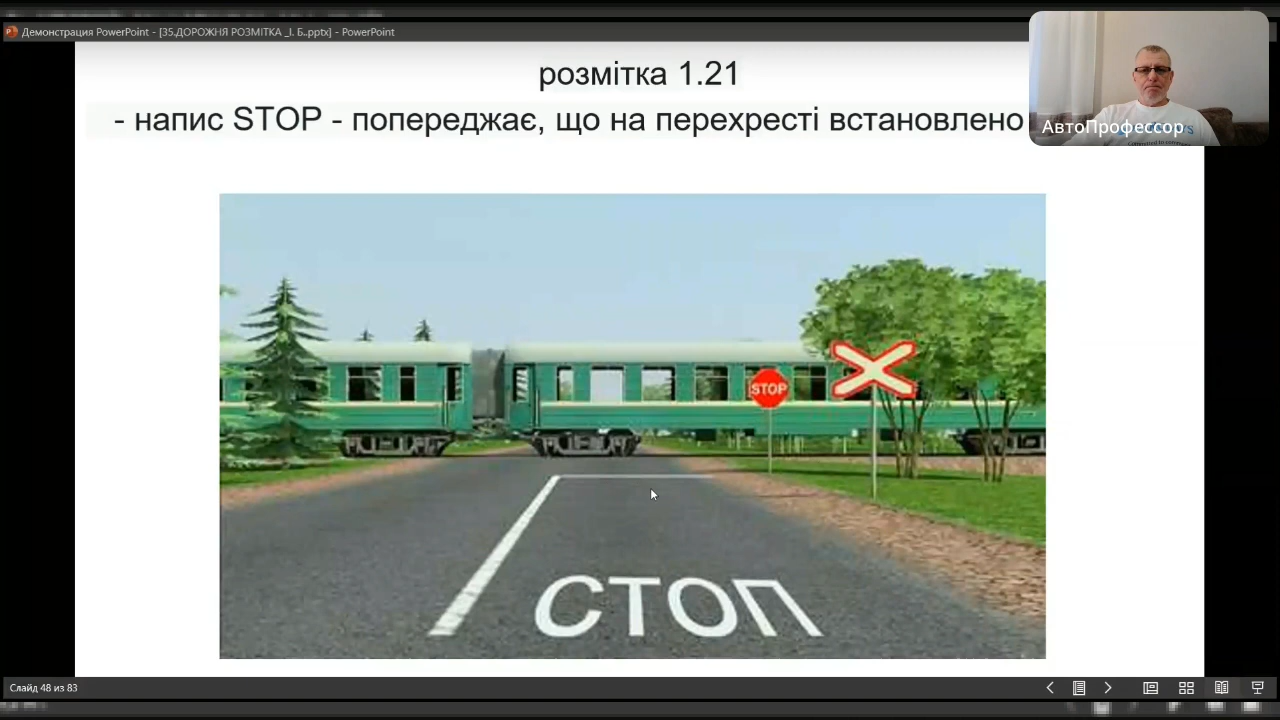 Демонстрация PowerPoint - [35.ДОРОЖНЯ РОЗМІТКА _І. Б..pptx] - PowerPoint
розмітка 1.21
- напис STOP - попереджає, що на перехресті встановлено
АвтоПрофессор
STOP
СТОП
Слайд 48 из 83